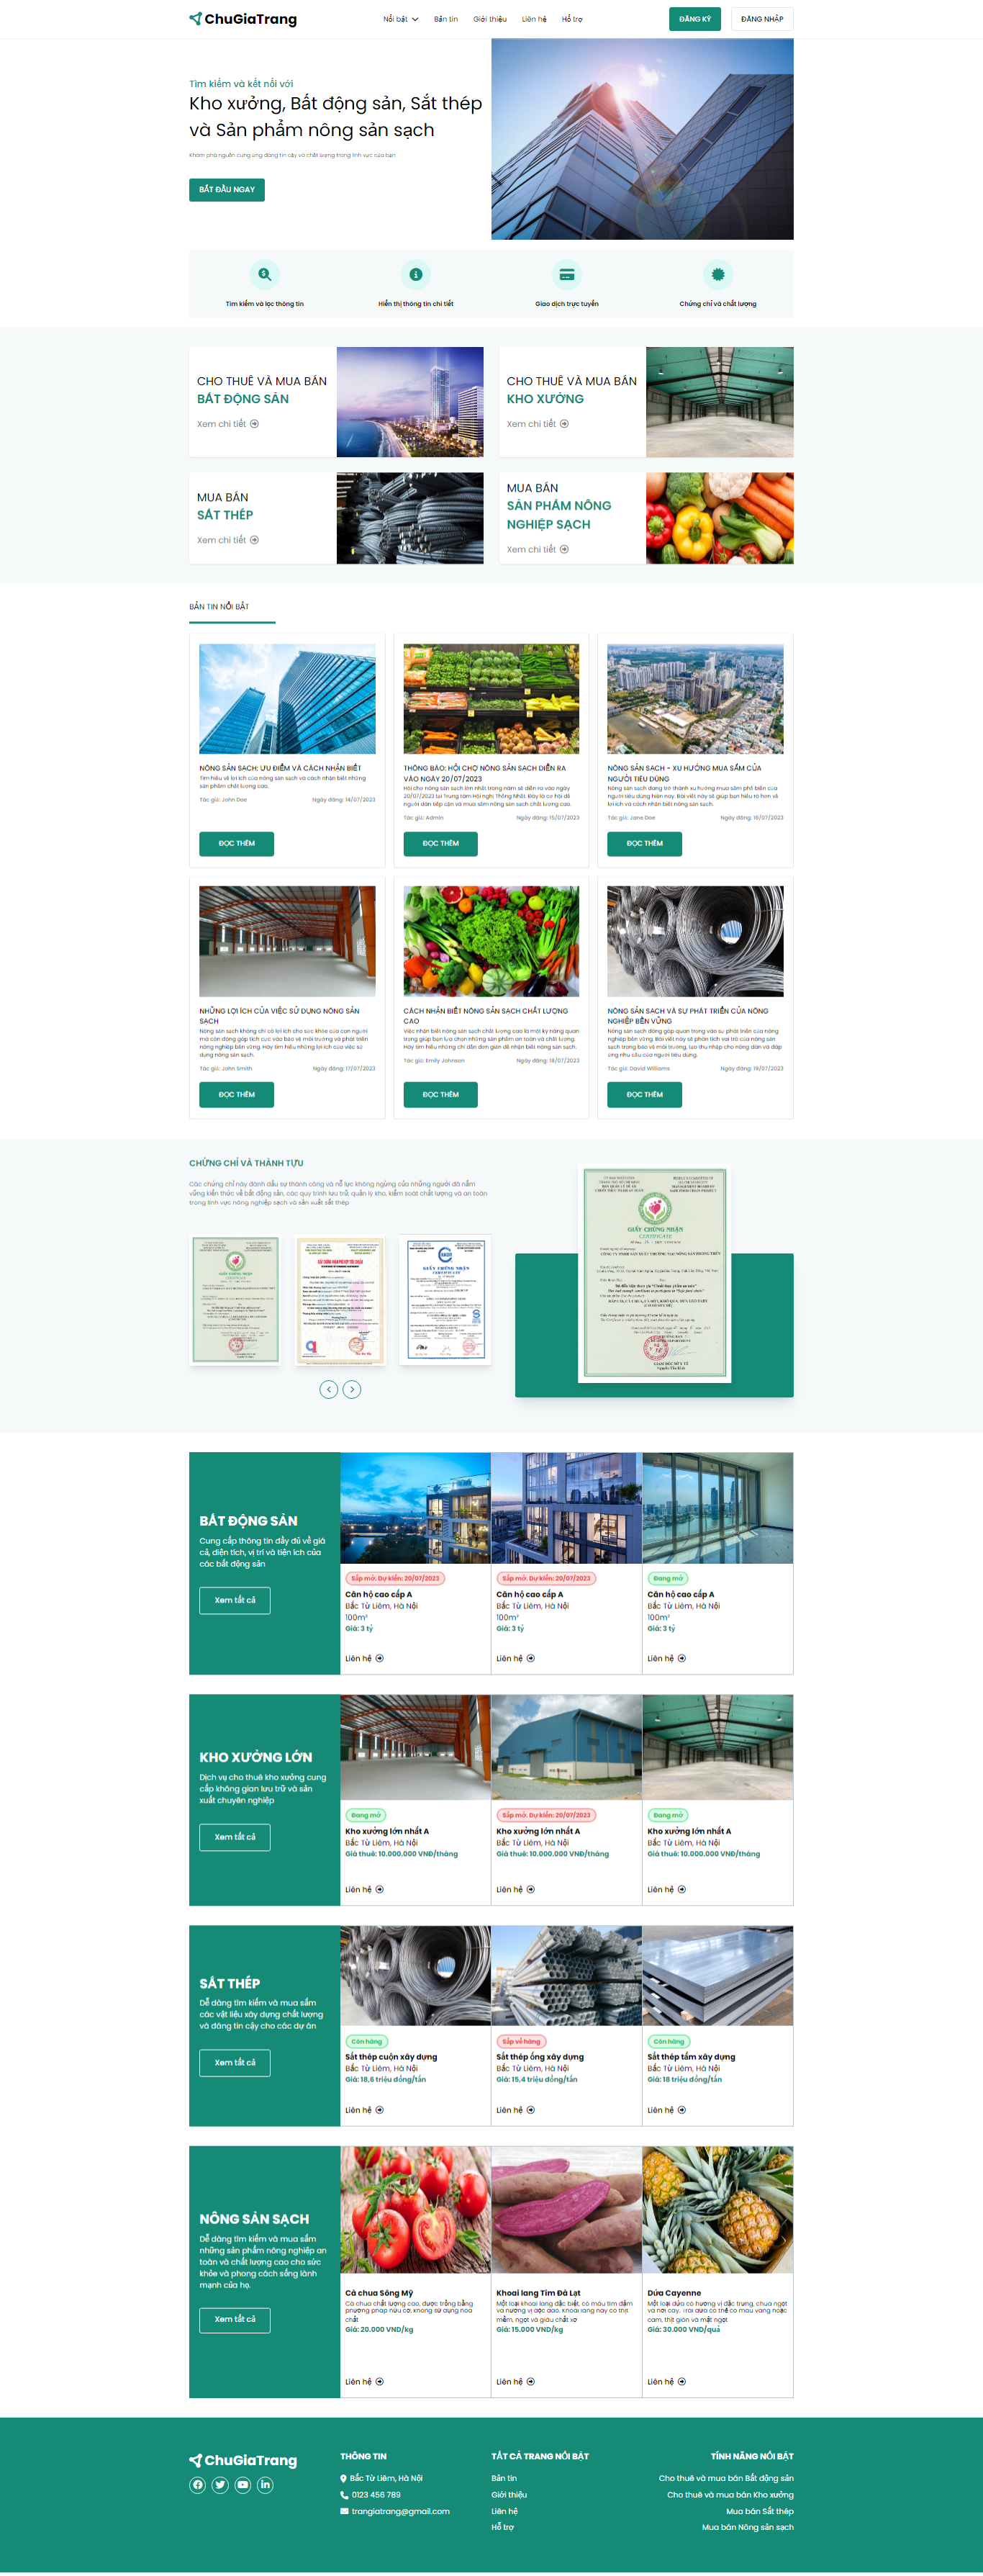 ChuGiaTrang
Nổi bật
Bản tin
Giới thiệu
Liên hệ
Hỗ trợ
ĐĂNG KÝ
ĐĂNG NHẬP
Tìm kiếm và kết nối với
Kho xưởng, Bất động sản, Sắt thép
và Sản phẩm nông sản sạch
Khám phá nguồn cung ứng đáng tin cậy và chất lượng trong lĩnh vực của bạn
BẮT ĐẦU NGAY
Tìm kiếm và lọc thông tin
Hiển thị thông tin chi tiết
Giao dịch trực tuyến
Chứng chỉ và chất lượng
CHO THUÊ VÀ MUA BÁN
BẤT ĐỘNG SẢN
Xem chi tiết
CHO THUÊ VÀ MUA BÁN
KHO XƯỞNG
Xem chi tiết
MUA BÁN
SẮT THÉP
Xem chi tiết
MUA BÁN
SẢN PHẨM NÔNG
NGHIỆP SẠCH
Xem chi tiết
BẢN TIN NỔI BẬT
NÔNG SẢN SẠCH: ƯU ĐIỂM VÀ CÁCH NHẬN BIẾT
Tìm hiểu về lợi ích của nông sản sạch và cách nhận biết những
sản phẩm chất lượng cao.
Tác giả: John Doe
Ngày đăng: 14/07/2023
ĐỌC THÊM
THÔNG BÁO: HỘI CHỢ NÔNG SẢN SẠCH DIỄN RA
VÀO NGÀY 20/07/2023
Hội chợ nông sản sạch lớn nhất trong năm sẽ diễn ra vào ngày
20/07/2023 tại Trung tâm Hội nghị Thống Nhất. Đây là cơ hội để
người dân tiếp cận và mua sắm nông sản sạch chất lượng cao.
Tác giả: Admin
Ngày đăng: 15/07/2023
ĐỌC THÊM
NÔNG SẢN SẠCH - XU HƯỚNG MUA SẮM CỦA
NGƯỜI TIÊU DÙNG
Nông sản sạch đang trở thành xu hướng mua sắm phổ biến của
người tiêu dùng hiện nay. Bài viết này sẽ giúp bạn hiểu rõ hơn về
lợi ích và cách nhận biết nông sản sạch.
Tác giả: Jane Doe
Ngày đăng: 16/07/2023
ĐỌC THÊM
NHỮNG LỢI ÍCH CỦA VIỆC SỬ DỤNG NÔNG SẢN
SẠCH
Nông sản sạch không chỉ có lợi ích cho sức khỏe của con người
mà còn đóng góp tích cực vào bảo vệ môi trường và phát triển
nông nghiệp bền vững. Hãy tìm hiểu những lợi ích của việc sử
dụng nông sản sạch.
Tác giả: John Smith
Ngày đăng: 17/07/2023
ĐỌC THÊM
CÁCH NHẬN BIẾT NÔNG SẢN SẠCH CHẤT LƯỢNG
CAO
Việc nhận biết nông sản sạch chất lượng cao là một kỹ năng quan
trọng giúp bạn lựa chọn những sản phẩm an toàn và chất lượng.
Hãy tìm hiểu những chỉ dẫn đơn giản để nhận biết nông sản sạch.
Tác giả: Emily Johnson
Ngày đăng: 18/07/2023
ĐỌC THÊM
NÔNG SẢN SẠCH VÀ SỰ PHÁT TRIỂN CỦA NÔNG
NGHIỆP BỀN VỮNG
Nông sản sạch đóng góp quan trọng vào sự phát triển của nông
nghiệp bền vững. Bài viết này sẽ phân tích vai trò của nông sản
sạch trong bảo vệ môi trường, tạo thu nhập cho nông dân và đáp
ứng nhu cầu của người tiêu dùng.
Tác giả: David Williams
Ngày đăng: 19/07/2023
ĐỌC THÊM
CHỨNG CHỈ VÀ THÀNH TỰU
Các chứng chỉ này đánh dấu sự thành công và nỗ lực không ngừng của những người đã nắm
vững kiến thức về bất động sản, các quy trình lưu trữ, quản lý kho, kiểm soát chất lượng và an toàn
trong lĩnh vực nông nghiệp sạch và sản xuất sắt thép
GIẤY CHỨNG NHẬN
GIẤY CHỨNG NHẬN
CERTIFICATE
BẤT ĐỘNG SẢN
Cung cấp thông tin đầy đủ về giá
cả, diện tích, vị trí và tiện ích của
các bất động sản
Xem tất cả
Sắp mở. Dự kiến: 20/07/2023
Căn hộ cao cấp A
Bắc Từ Liêm, Hà Nội
100m²
Giá: 3 tỷ
Liên hệ
Sắp mở. Dự kiến: 20/07/2023
Căn hộ cao cấp A
Bắc Từ Liêm, Hà Nội
100m²
Giá: 3 tỷ
Liên hệ
Đang mở
Căn hộ cao cấp A
Bắc Từ Liêm, Hà Nội
100m²
Giá: 3 tỷ
Liên hệ
KHO XƯỞNG LỚN
Dịch vụ cho thuê kho xưởng cung
cấp không gian lưu trữ và sản
xuất chuyên nghiệp
Xem tất cả
Đang mở
Kho xưởng lớn nhất A
Bắc Từ Liêm, Hà Nội
Giá thuê: 10.000.000 VNĐ/tháng
Liên hệ
Sắp mở. Dự kiến: 20/07/2023
Kho xưởng lớn nhất A
Bắc Từ Liêm, Hà Nội
Giá thuê: 10.000.000 VNĐ/tháng
Liên hệ
Đang mở
Kho xưởng lớn nhất A
Bắc Từ Liêm, Hà Nội
Giá thuê: 10.000.000 VNĐ/tháng
Liên hệ
SẮT THÉP
Dễ dàng tìm kiếm và mua sắm
các vật liệu xây dựng chất lượng
và đáng tin cậy cho các dự án
Xem tất cả
Còn hàng
Sắt thép cuộn xây dựng
Bắc Từ Liêm, Hà Nội
Giá: 18,6 triệu đồng/tấn
Liên hệ
Sắp về hàng
Sắt thép ống xây dựng
Bắc Từ Liêm, Hà Nội
Giá: 15,4 triệu đồng/tấn
Liên hệ
Còn hàng
Sắt thép tấm xây dựng
Bắc Từ Liêm, Hà Nội
Giá: 18 triệu đồng/tấn
Liên hệ
NÔNG SẢN SẠCH
Dễ dàng tìm kiếm và mua sắm
những sản phẩm nông nghiệp an
toàn và chất lượng cao cho sức
khỏe và phong cách sống lành
mạnh của họ.
Xem tất cả
Cà chua Sông Mỹ
Cà chua chất lượng cao, được trồng bằng
phương pháp hữu cơ, không sử dụng hóa
chất
Giá: 20.000 VND/kg
Liên hệ
Khoai lang Tím Đà Lạt
Một loại khoai lang đặc biệt, có màu tím đậm
và hương vị độc đáo. Khoai lang này có thịt
mềm, ngọt và giàu chất xơ
Giá: 15.000 VND/kg
Liên hệ
Dứa Cayenne
Một loại dứa có hương vị đặc trưng, chua ngọt
và hơi cay. Trái dứa có thể có màu vàng hoặc
cam, thịt giòn và mật ngọt
Giá: 30.000 VND/quả
Liên hệ
ChuGiaTrang
THÔNG TIN
Bắc Từ Liêm, Hà Nội
0123 456 789
trangiatrang@gmail.com
TẤT CẢ TRANG NỔI BẬT
Bản tin
Giới thiệu
Liên hệ
Hỗ trợ
TÍNH NĂNG NỔI BẬT
Cho thuê và mua bán Bất động sản
Cho thuê và mua bán Kho xưởng
Mua bán Sắt thép
Mua bán Nông sản sạch